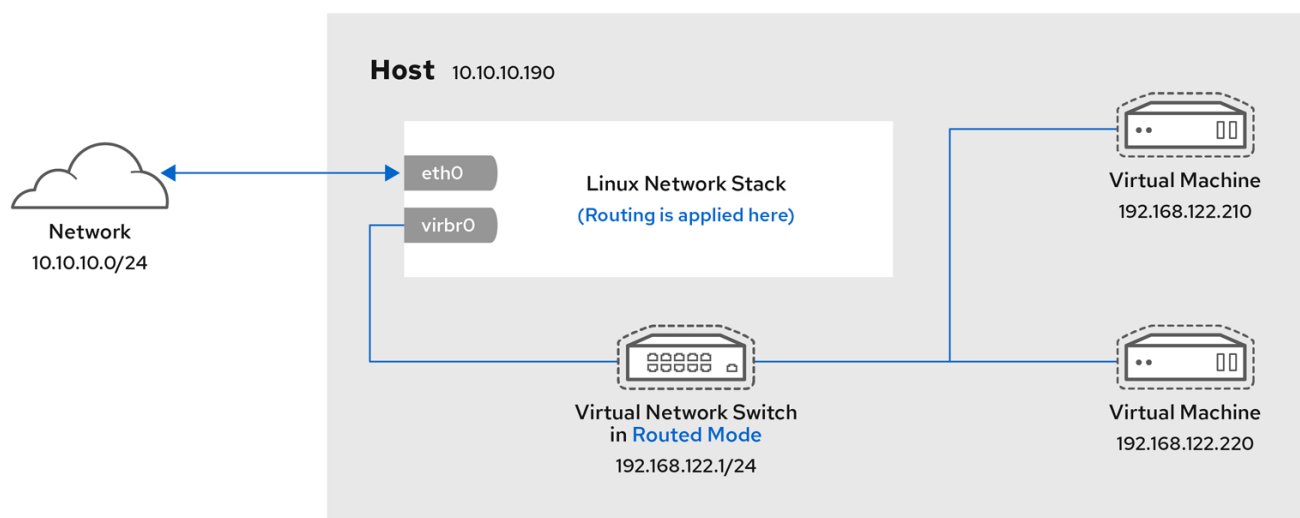 Host 10.10.10.190
eth0
Linux Network Stack
(Routing is applied here)
virbr0
Network
10.10.10.0/24
Virtual Machine
192.168.122.210
Virtual Network Switch
in Routed Mode
192.168.122.1/24
Virtual Machine
192.168.122.220